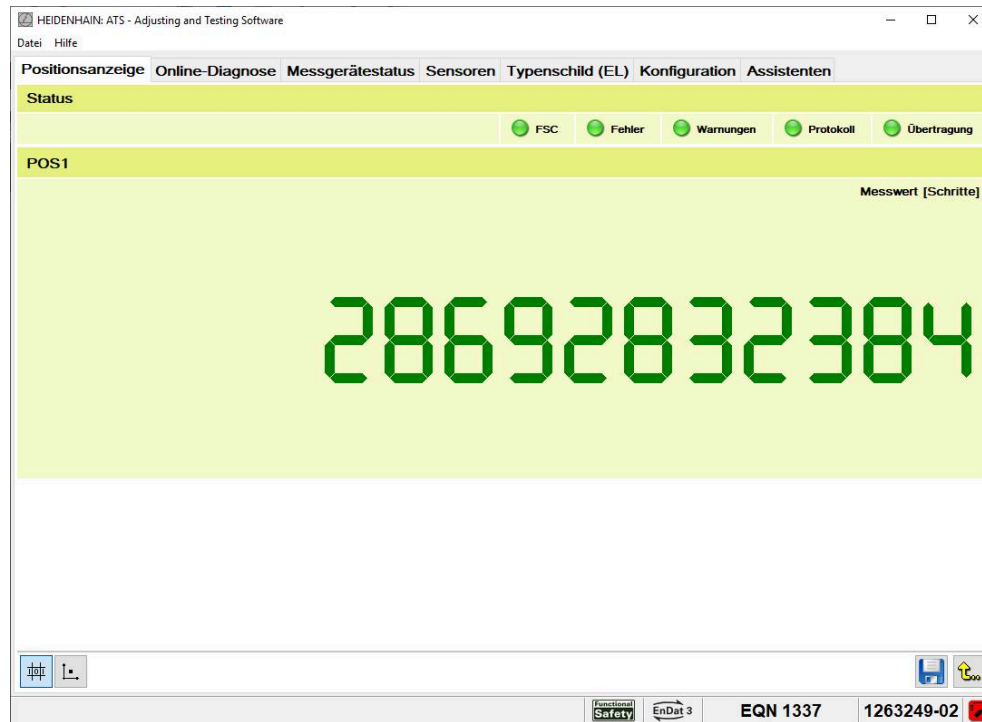 HEIDENHAIN: ATS - Adjusting and Testing Software
Datei Hilfe
Positionsanzeige Online-Diagnose Messgerätestatus Sensoren Typenschild (EL) Konfiguration Assistenten
Status
FSC Fehler Warnungen Protokoll Übertragung
POS1
Messwert [Schritte]
28692832384
Functional Safety EnDat 3 EQN 1337 1263249-02